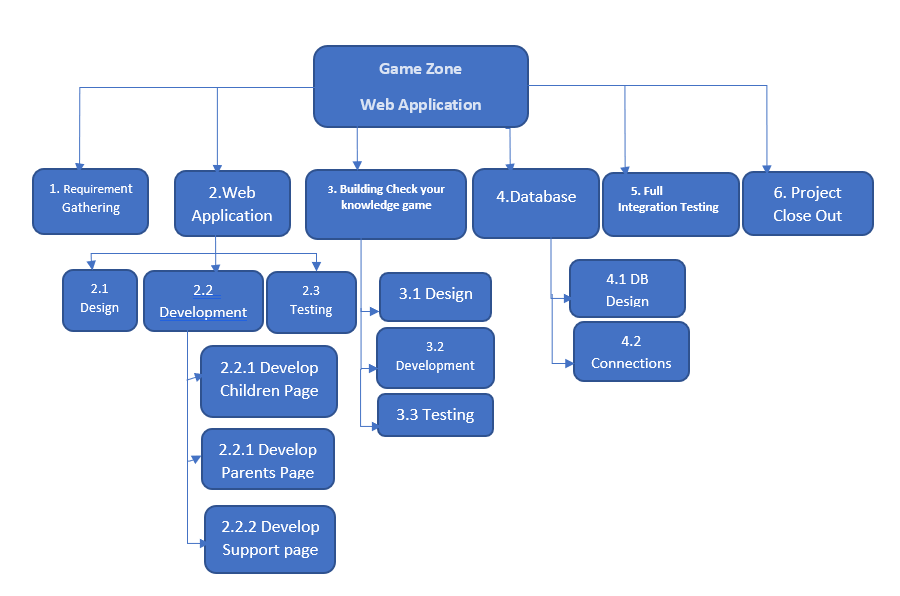 Game Zone
Web Application
1. Requirement
Gathering
2.Web
Application
3. Building Check your
knowledge game
4.Database
5. Full
Integration Testing
6. Project
Close Out
2.1
Design
2.2
Development
2.3
Testing
2.2.1 Develop
Children Page
2.2.1 Develop
Parents Page
2.2.2 Develop
Support page
3.1 Design
3.2
Development
3.3 Testing
4.1 DB
Design
4.2
Connections